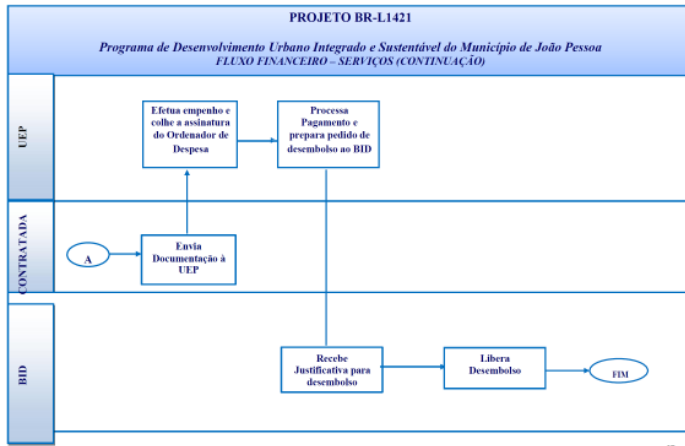 PROJETO BR-L1421
Programa de Desenvolvimento Urbano Integrado e Sustentável do Município de João Pessoa
FLUXO FINANCEIRO – SERVIÇOS (CONTINUAÇÃO)
UEP
Efetua empenho e
colhe a assinatura
do Ordenador de
Despesa
Processa
Pagamento e
prepara pedido de
desembolso ao BID
CONTRATADA
A
Envia
Documentação à
UEP
BID
Recebe
Justificativa para
desembolso
Libera
Desembolso
FIM